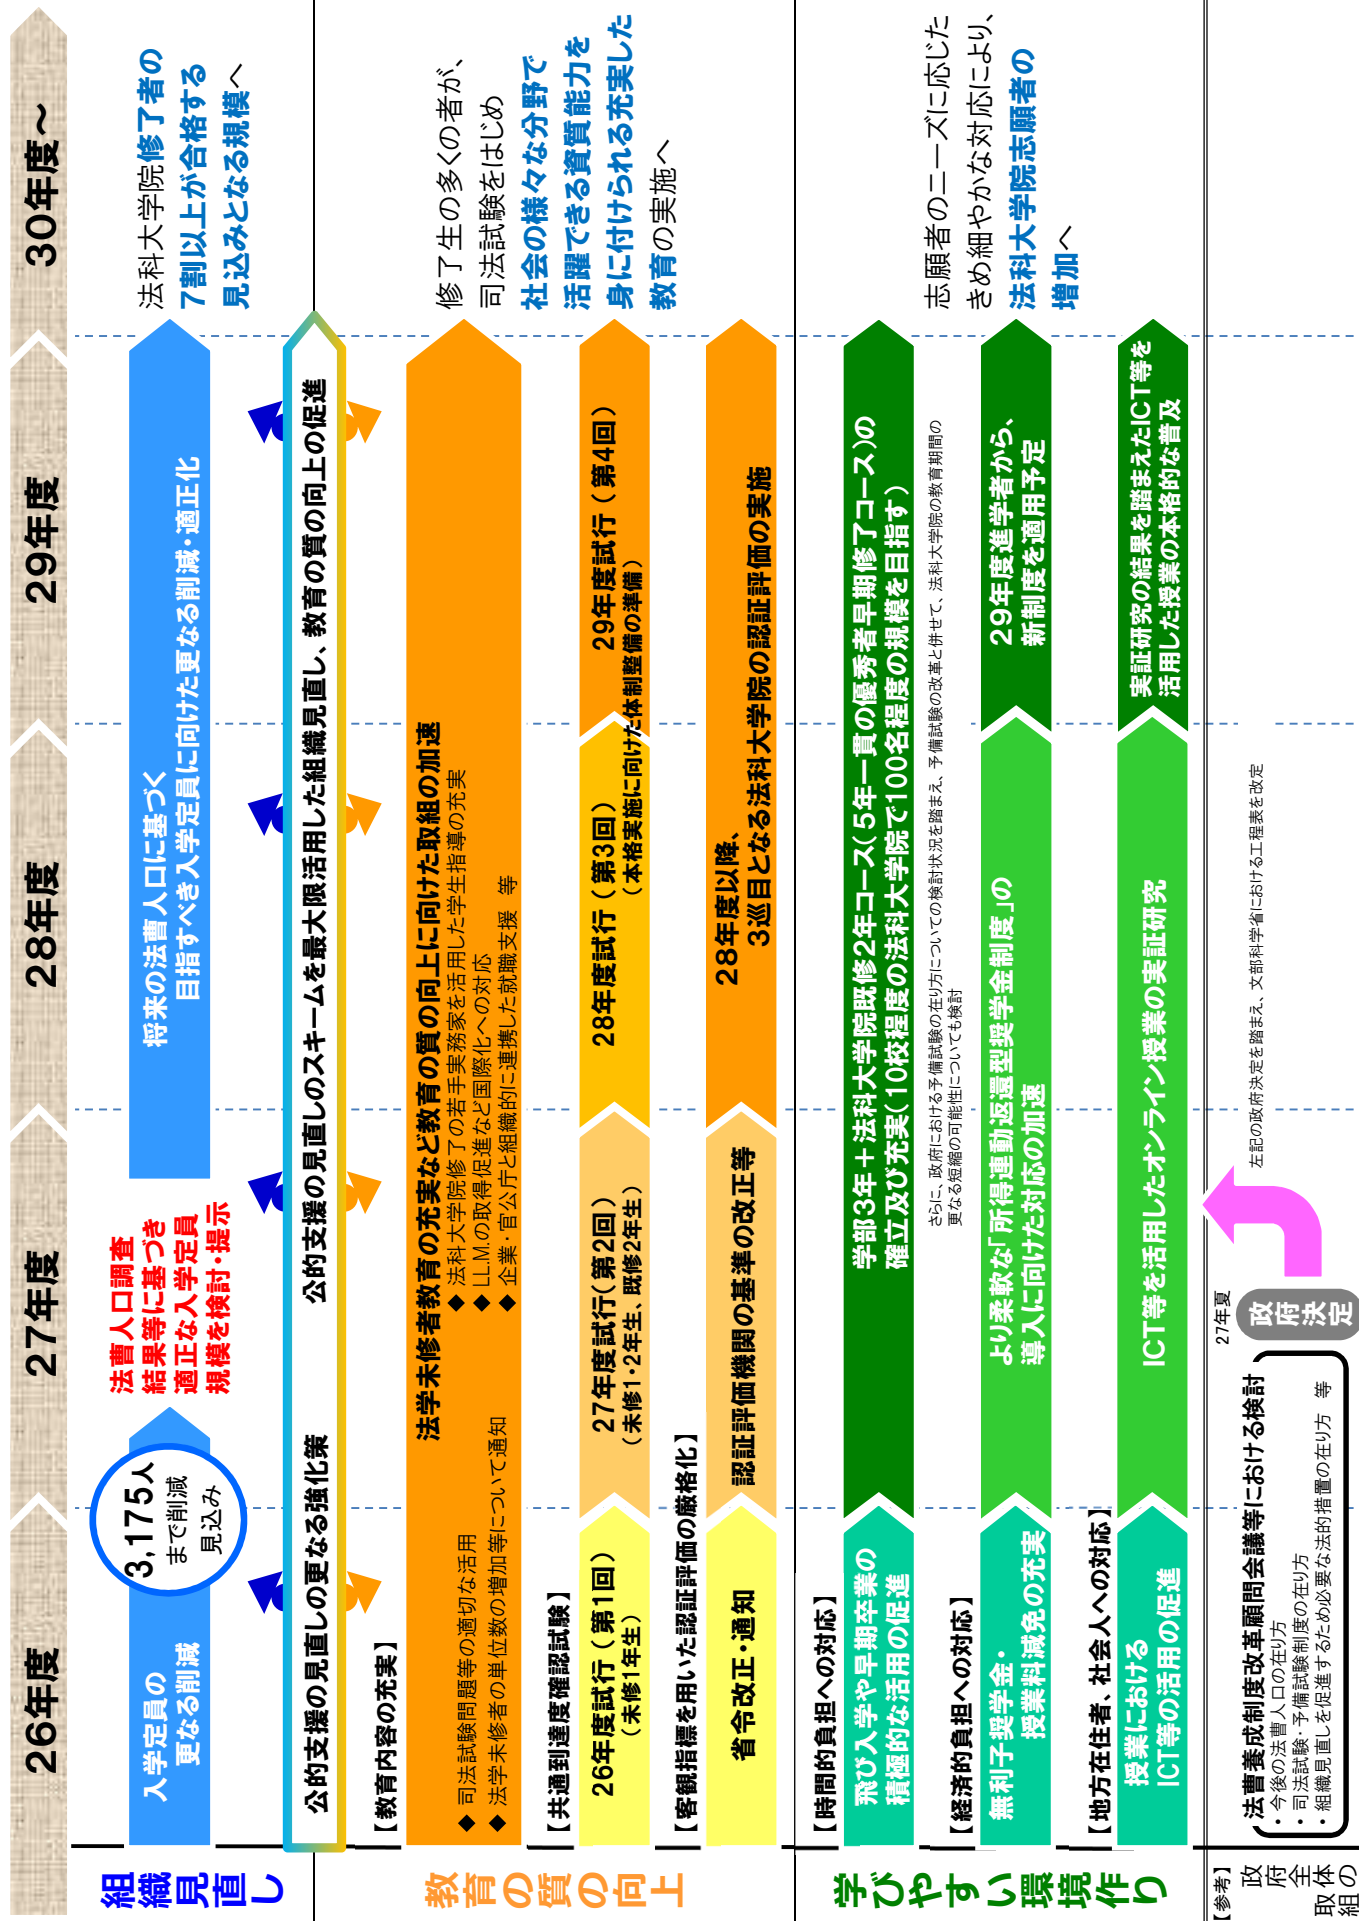 26年度
27年度
28年度
29年度
30年度～
組織見直し
入学定員の
更なる削減
3,175人
まで削減
見込み
法曹人口調査
結果等に基づき
適正な入学定員
規模を検討・提示
将来の法曹人口に基づく
目指すべき入学定員に向けた更なる削減・適正化
法科大学院修了者の
7割以上が合格する
見込みとなる規模へ
公的支援の見直しの更なる強化策
公的支援の見直しのスキームを最大限活用した組織見直し、教育の質の向上の促進
教育の質の向上
【教育内容の充実】
法学未修者教育の充実など教育の質の向上に向けた取組の加速
◆ 司法試験問題等の適切な活用
◆ 法学未修者の単位数の増加等について通知
◆ 法科大学院修了の若手実務家を活用した学生指導の充実
◆ LL.M.の取得促進など国際化への対応
◆ 企業・官公庁と組織的に連携した就職支援 等
【共通到達度確認試験】
26年度試行（第1回）
（未修1年生）
27年度試行（第2回）
（未修1・2年生、既修2年生）
28年度試行（第3回）
29年度試行（第4回）
（本格実施に向けた体制整備の準備）
【客観指標を用いた認証評価の厳格化】
省令改正・通知
認証評価機関の基準の改正等
28年度以降、
3巡目となる法科大学院の認証評価の実施
修了生の多くの者が、
司法試験をはじめ
社会の様々な分野で
活躍できる資質能力を
身に付けられる充実した
教育の実施へ
学びやすい環境作り
【時間的負担への対応】
飛び入学や早期卒業の
積極的な活用の促進
学部3年＋法科大学院既修2年コース（5年一貫の優秀者早期修了コース）の
確立及び充実（10校程度の法科大学院で100名程度の規模を目指す）
さらに、政府における予備試験の在り方についての検討状況を踏まえ、予備試験の改革と併せて、法科大学院の教育期間の
更なる短縮の可能性についても検討
【経済的負担への対応】
無利子奨学金・
授業料減免の充実
より柔軟な「所得連動返還型奨学金制度」の
導入に向けた対応の加速
29年度進学者から、
新制度を適用予定
【地方在住者、社会人への対応】
授業における
ICT等の活用の促進
ICT等を活用したオンライン授業の実証研究
実証研究の結果を踏まえたICT等を
活用した授業の本格的な普及
志願者のニーズに応じた
きめ細やかな対応により、
法科大学院志願者の
増加へ
【参考】
政府全体の
取組
法曹養成制度改革顧問会議等における検討
・今後の法曹人口の在り方
・司法試験・予備試験制度の在り方
・組織見直しを促進するため必要な法的措置の在り方 等
27年夏
政府
決定
左記の政府決定を踏まえ、文部科学省における工程表を改定